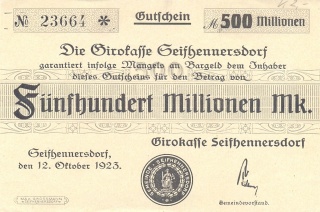 № 23664 *
Gutschein
ℳ 500 Millionen
Die Girokasse Seifhennersdorf
garantiert infolge Mangels an Bargeld dem Inhaber
dieses Gutscheins für den Betrag von
Fünfhundert Millionen Mk.
Girokasse Seifhennersdorf
Seifhennersdorf,
den 12. Oktober 1923.
Gemeindevorstand.